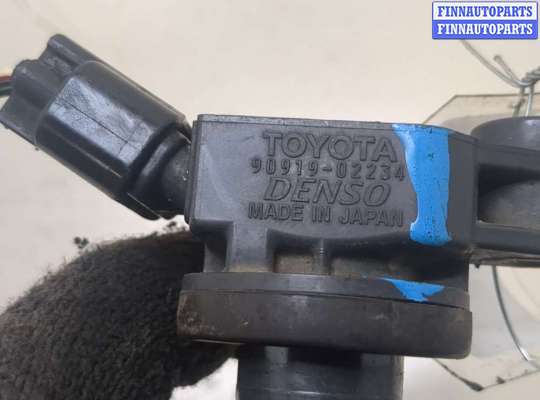 FINNAUTOPARTS
FINNAUTOPARTS
TOYOTA
90919-02234
DENSO
MADE IN JAPAN